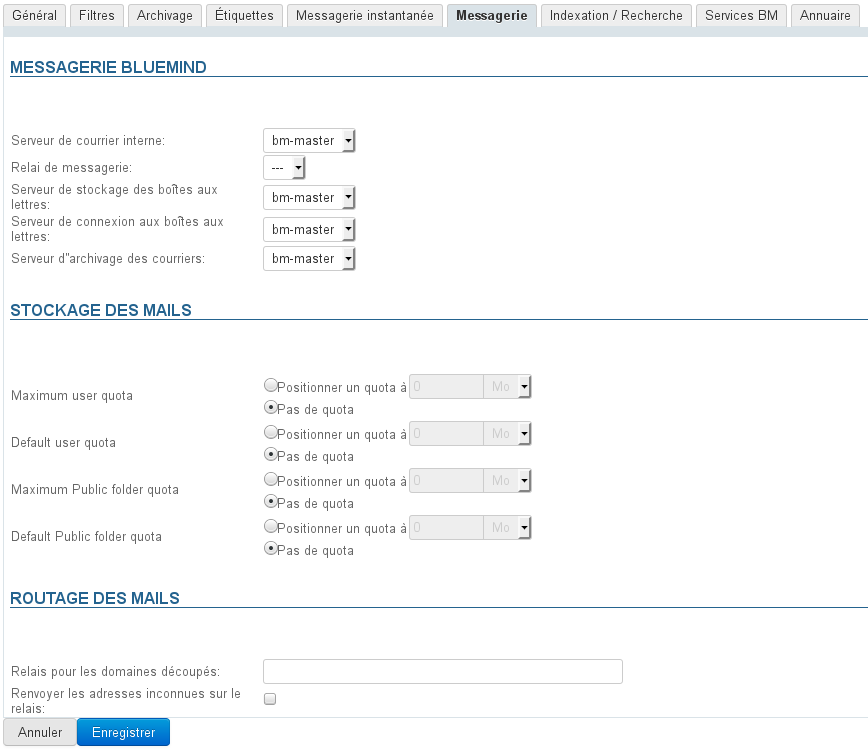 Général Filtres Archivage Étiquettes Messagerie instantanée Messagerie Indexation / Recherche Services BM Annuaire
MESSAGERIE BLUEMIND
Serveur de courrier interne: bm-master
Relai de messagerie: ---
Serveur de stockage des boîtes aux
lettres: bm-master
Serveur de connexion aux boîtes aux
lettres: bm-master
Serveur d"archivage des courriers: bm-master
STOCKAGE DES MAILS
Maximum user quota
Positionner un quota à 0 Mo
Pas de quota
Default user quota
Positionner un quota à 0 Mo
Pas de quota
Maximum Public folder quota
Positionner un quota à 0 Mo
Pas de quota
Default Public folder quota
Positionner un quota à 0 Mo
Pas de quota
ROUTAGE DES MAILS
Relais pour les domaines découpés:
Renvoyer les adresses inconnues sur le
relais:
Annuler Enregistrer